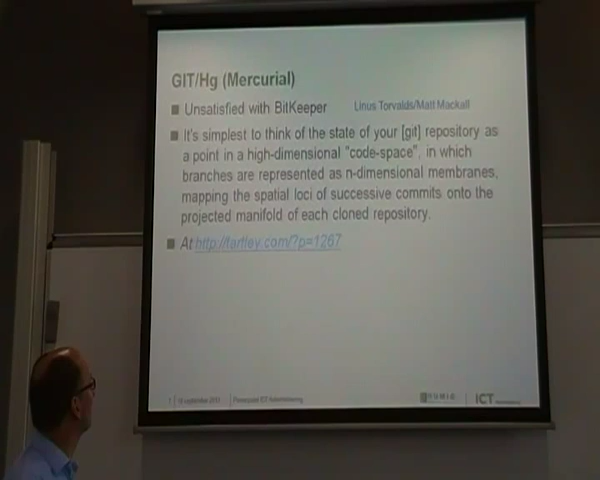 GIT/Hg (Mercurial)
Unsatisfied with BitKeeper Linus Torvalds/Matt Mackall
It's simplest to think of the state of your [git] repository as
a point in a high-dimensional "code-space", in which
branches are represented as n-dimensional membranes,
mapping the spatial loci of successive commits onto the
projected manifold of each cloned repository.
At http://tartley.com/?p=1267
ICT